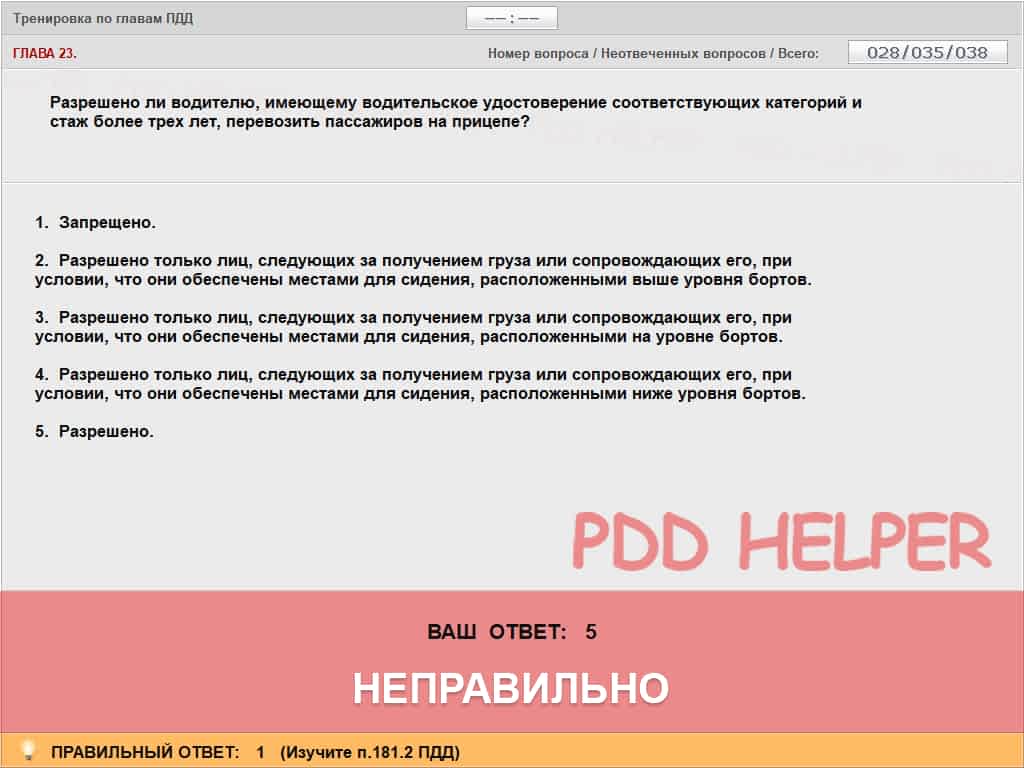 Тренировка по главам ПДД
—— : ——
ГЛАВА 23.
Номер вопроса / Неотвеченных вопросов / Всего:
028/035/038
Разрешено ли водителю, имеющему водительское удостоверение соответствующих категорий и
стаж более трех лет, перевозить пассажиров на прицепе?
1. Запрещено.
2. Разрешено только лиц, следующих за получением груза или сопровождающих его, при
условии, что они обеспечены местами для сидения, расположенными выше уровня бортов.
3. Разрешено только лиц, следующих за получением груза или сопровождающих его, при
условии, что они обеспечены местами для сидения, расположенными на уровне бортов.
4. Разрешено только лиц, следующих за получением груза или сопровождающих его, при
условии, что они обеспечены местами для сидения, расположенными ниже уровня бортов.
5. Разрешено.
PDD HELPER
ВАШ ОТВЕТ: 5
НЕПРАВИЛЬНО
ПРАВИЛЬНЫЙ ОТВЕТ: 1 (Изучите п.181.2 ПДД)